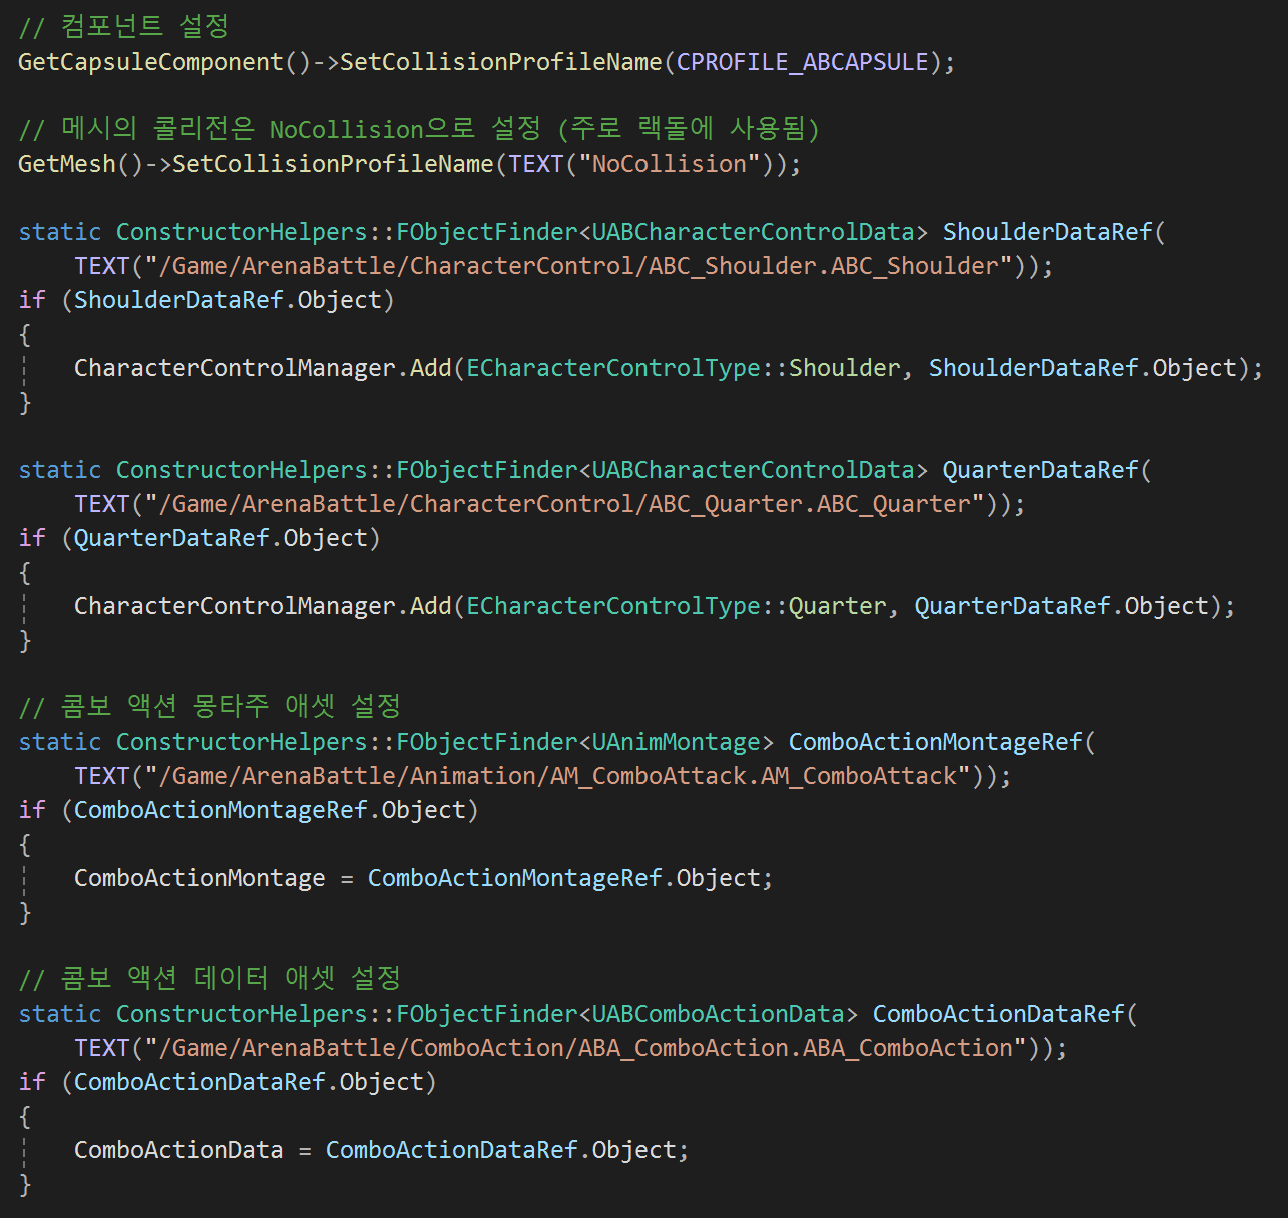 // 컴포넌트 설정
GetCapsuleComponent()->SetCollisionProfileName(CPROFILE_ABCAPSULE);

// 메시의 콜리전은 NoCollision으로 설정 (주로 랙돌에 사용됨)
GetMesh()->SetCollisionProfileName(TEXT("NoCollision"));

static ConstructorHelpers::FObjectFinder<UABCharacterControlData> ShoulderDataRef(
    TEXT("/Game/ArenaBattle/CharacterControl/ABC_Shoulder.ABC_Shoulder"));
if (ShoulderDataRef.Object)
{
    CharacterControlManager.Add(ECharacterControlType::Shoulder, ShoulderDataRef.Object);
}

static ConstructorHelpers::FObjectFinder<UABCharacterControlData> QuarterDataRef(
    TEXT("/Game/ArenaBattle/CharacterControl/ABC_Quarter.ABC_Quarter"));
if (QuarterDataRef.Object)
{
    CharacterControlManager.Add(ECharacterControlType::Quarter, QuarterDataRef.Object);
}

// 콤보 액션 몽타주 애셋 설정
static ConstructorHelpers::FObjectFinder<UAnimMontage> ComboActionMontageRef(
    TEXT("/Game/ArenaBattle/Animation/AM_ComboAttack.AM_ComboAttack"));
if (ComboActionMontageRef.Object)
{
    ComboActionMontage = ComboActionMontageRef.Object;
}

// 콤보 액션 데이터 애셋 설정
static ConstructorHelpers::FObjectFinder<UABComboActionData> ComboActionDataRef(
    TEXT("/Game/ArenaBattle/ComboAction/ABA_ComboAction.ABA_ComboAction"));
if (ComboActionDataRef.Object)
{
    ComboActionData = ComboActionDataRef.Object;
}